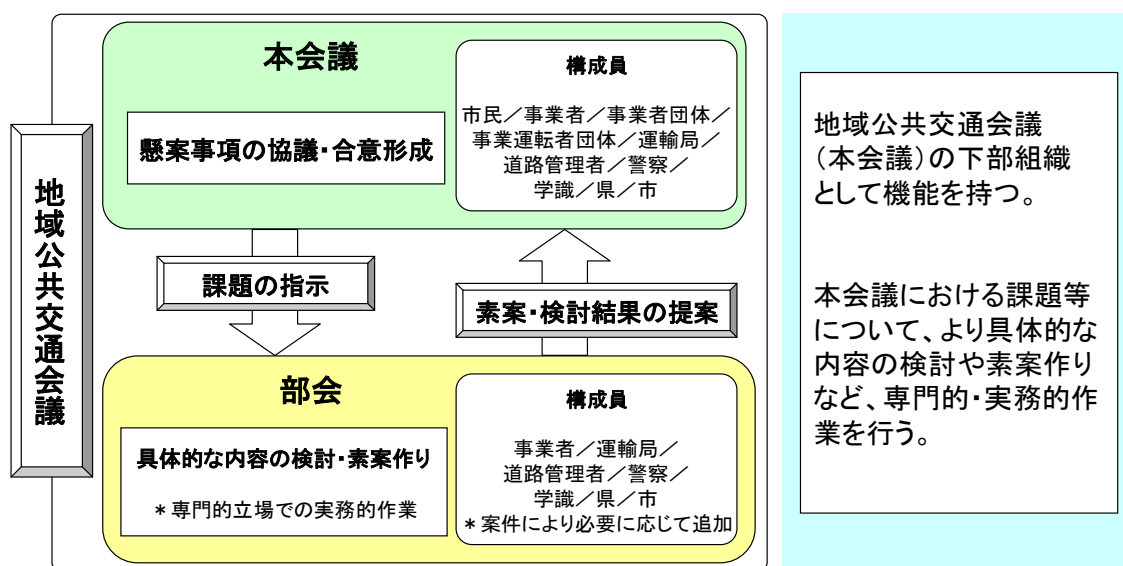 地域公共交通会議
本会議
懸案事項の協議・合意形成
構成員
市民／事業者／事業者団体／
事業運転者団体／運輸局／
道路管理者／警察／
学識／県／市
課題の指示
素案・検討結果の提案
部会
具体的な内容の検討・素案作り
＊専門的立場での実務的作業
構成員
事業者／運輸局／
道路管理者／警察／
学識／県／市
＊案件により必要に応じて追加
地域公共交通会議
（本会議）の下部組織
として機能を持つ。
本会議における課題等
について、より具体的な
内容の検討や素案作り
など、専門的・実務的作
業を行う。